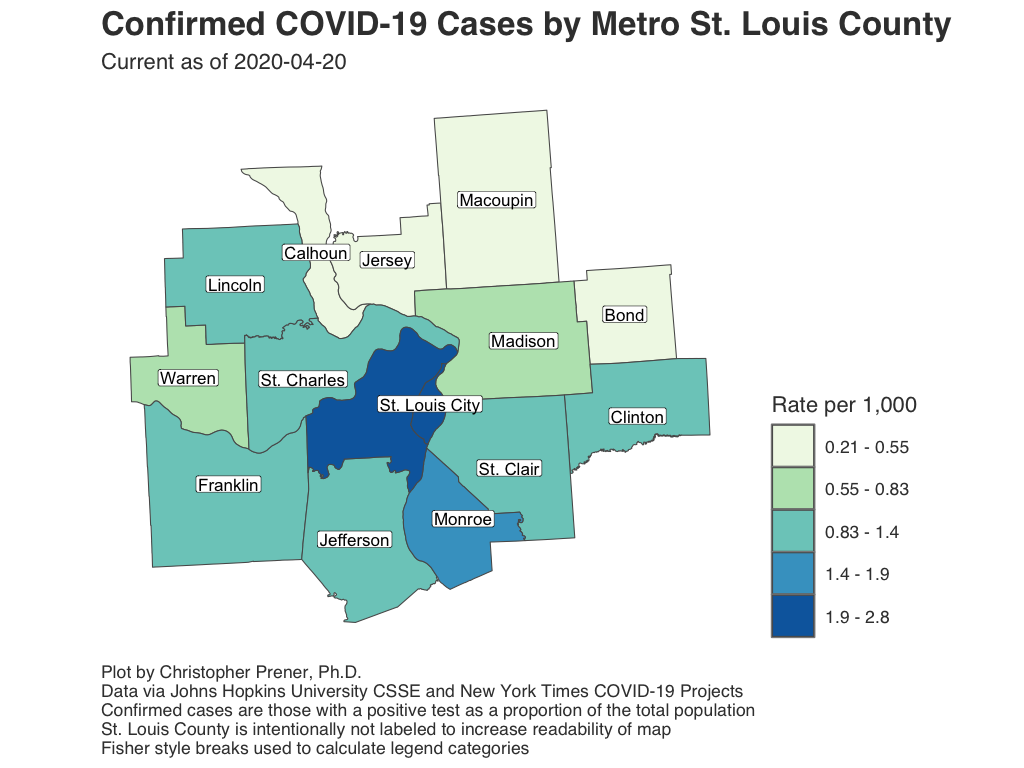 Confirmed COVID-19 Cases by Metro St. Louis County
Current as of 2020-04-20
Macoupin
Calhoun
Jersey
Lincoln
Bond
Madison
Warren
St. Charles
St. Louis City
Clinton
Rate per 1,000
0.21 - 0.55
St. Clair
Franklin
0.55 - 0.83
Monroe
0.83 - 1.4
Jefferson
1.4 - 1.9
1.9 - 2.8
Plot by Christopher Prener, Ph.D.
Data via Johns Hopkins University CSSE and New York Times COVID-19 Projects
Confirmed cases are those with a positive test as a proportion of the total population
St. Louis County is intentionally not labeled to increase readability of map
Fisher style breaks used to calculate legend categories